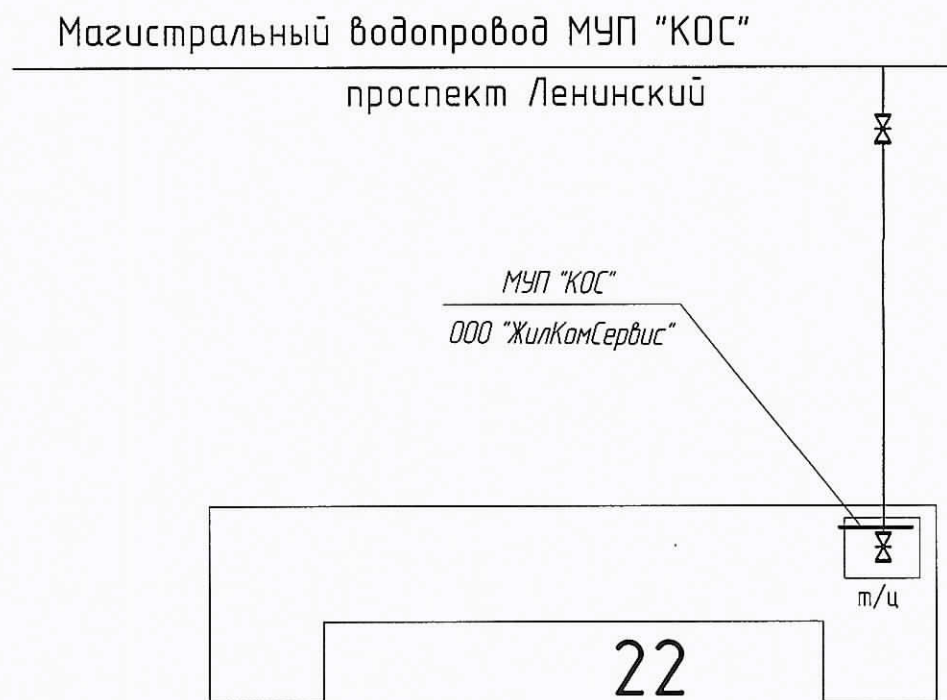 Магистральный водопровод МУП "КОС"
проспект Ленинский
МУП "КОС"
ООО "ЖилКомСервис"
т/ц
22